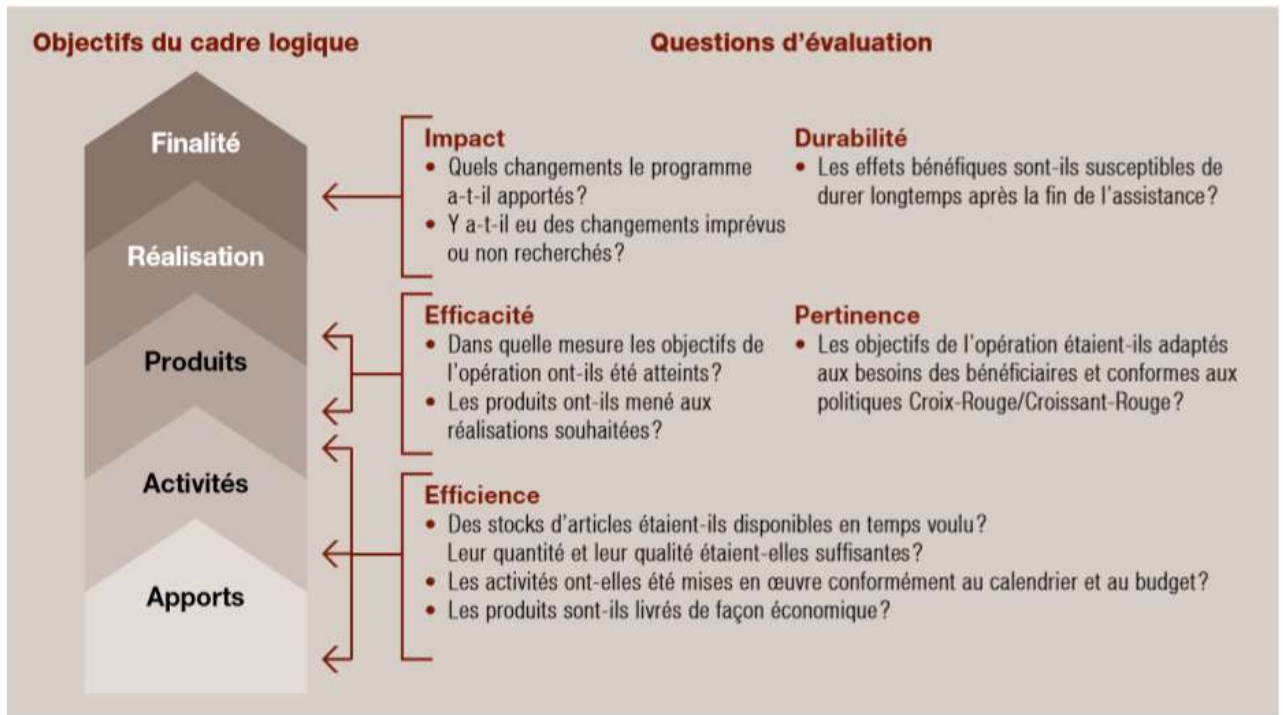 Objectifs du cadre logique
Questions d'évaluation
Finalité
Réalisation
Produits
Activités
Apports
Impact
• Quels changements le programme
a-t-il apportés ?
• Y a-t-il eu des changements imprévus
ou non recherchés ?
Durabilité
• Les effets bénéfiques sont-ils susceptibles de
durer longtemps après la fin de l'assistance ?
Efficacité
• Dans quelle mesure les objectifs de
l'opération ont-ils été atteints ?
• Les produits ont-ils mené aux
réalisations souhaitées ?
Pertinence
• Les objectifs de l'opération étaient-ils adaptés
aux besoins des bénéficiaires et conformes aux
politiques Croix-Rouge/Croissant-Rouge ?
Efficience
• Des stocks d'articles étaient-ils disponibles en temps voulu ?
Leur quantité et leur qualité étaient-elles suffisantes ?
• Les activités ont-elles été mises en œuvre conformément au calendrier et au budget ?
• Les produits sont-ils livrés de façon économique ?